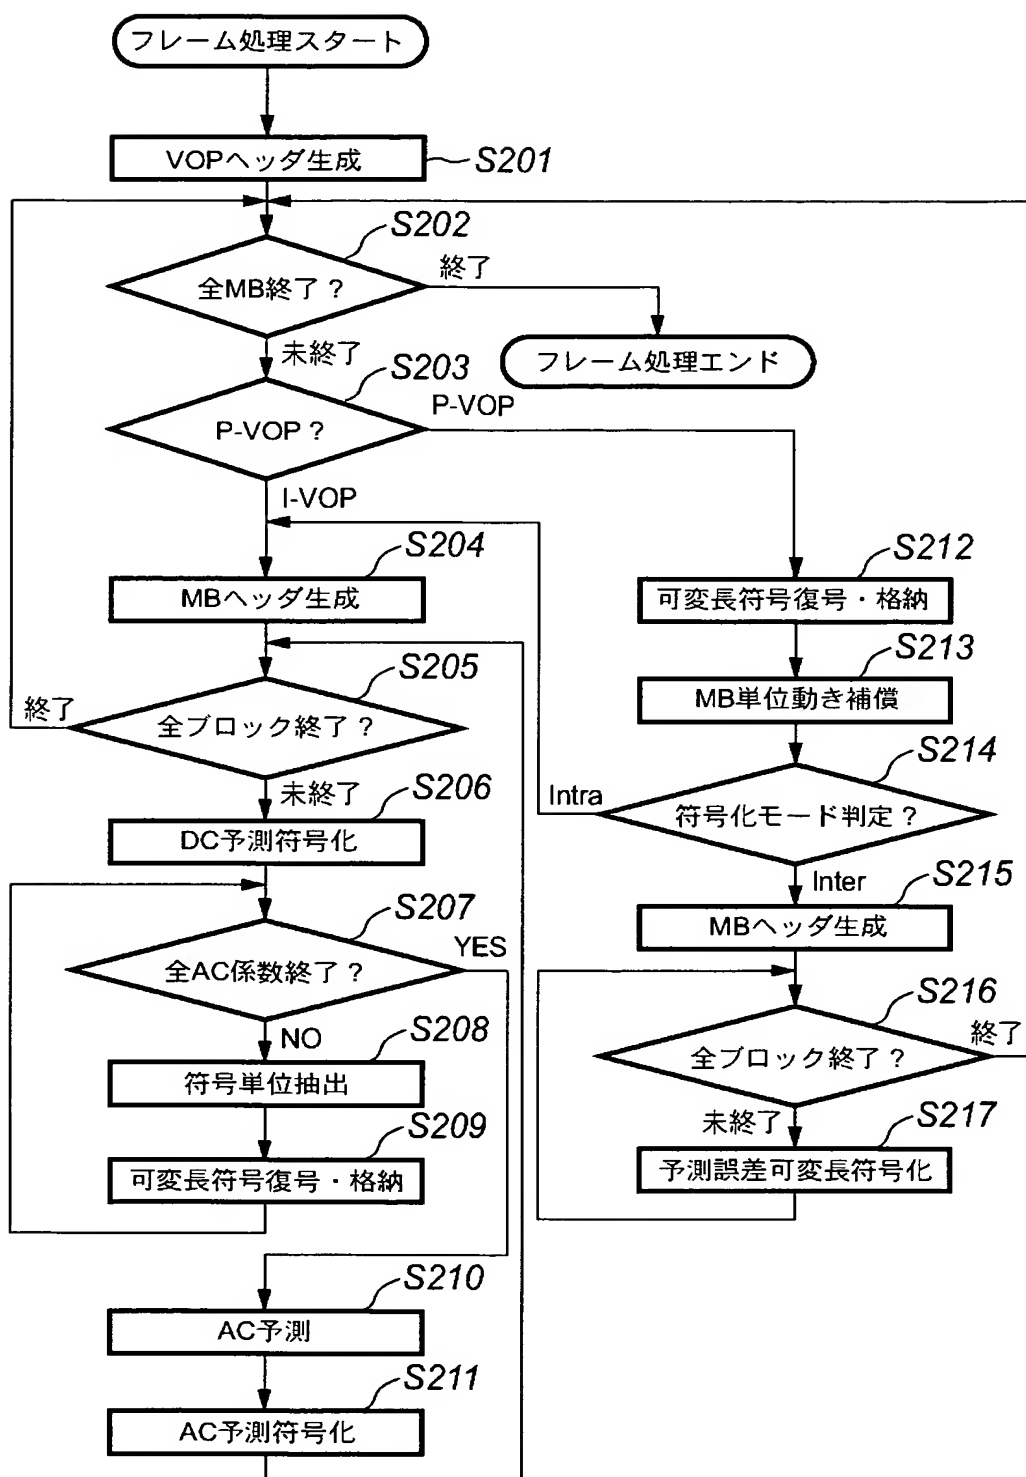 フレーム処理スタート
VOPヘッダ生成
S201
S202
全MB終了？
終了
未終了
フレーム処理エンド
S203
P-VOP？
P-VOP
I-VOP
S204
MBヘッダ生成
S205
全ブロック終了？
終了
未終了
S206
DC予測符号化
S207
全AC係数終了？
YES
NO
S208
符号単位抽出
S209
可変長符号復号・格納
S210
AC予測
S211
AC予測符号化
S212
可変長符号復号・格納
S213
MB単位動き補償
S214
符号化モード判定？
Intra
Inter
S215
MBヘッダ生成
S216
全ブロック終了？
終了
未終了
S217
予測誤差可変長符号化